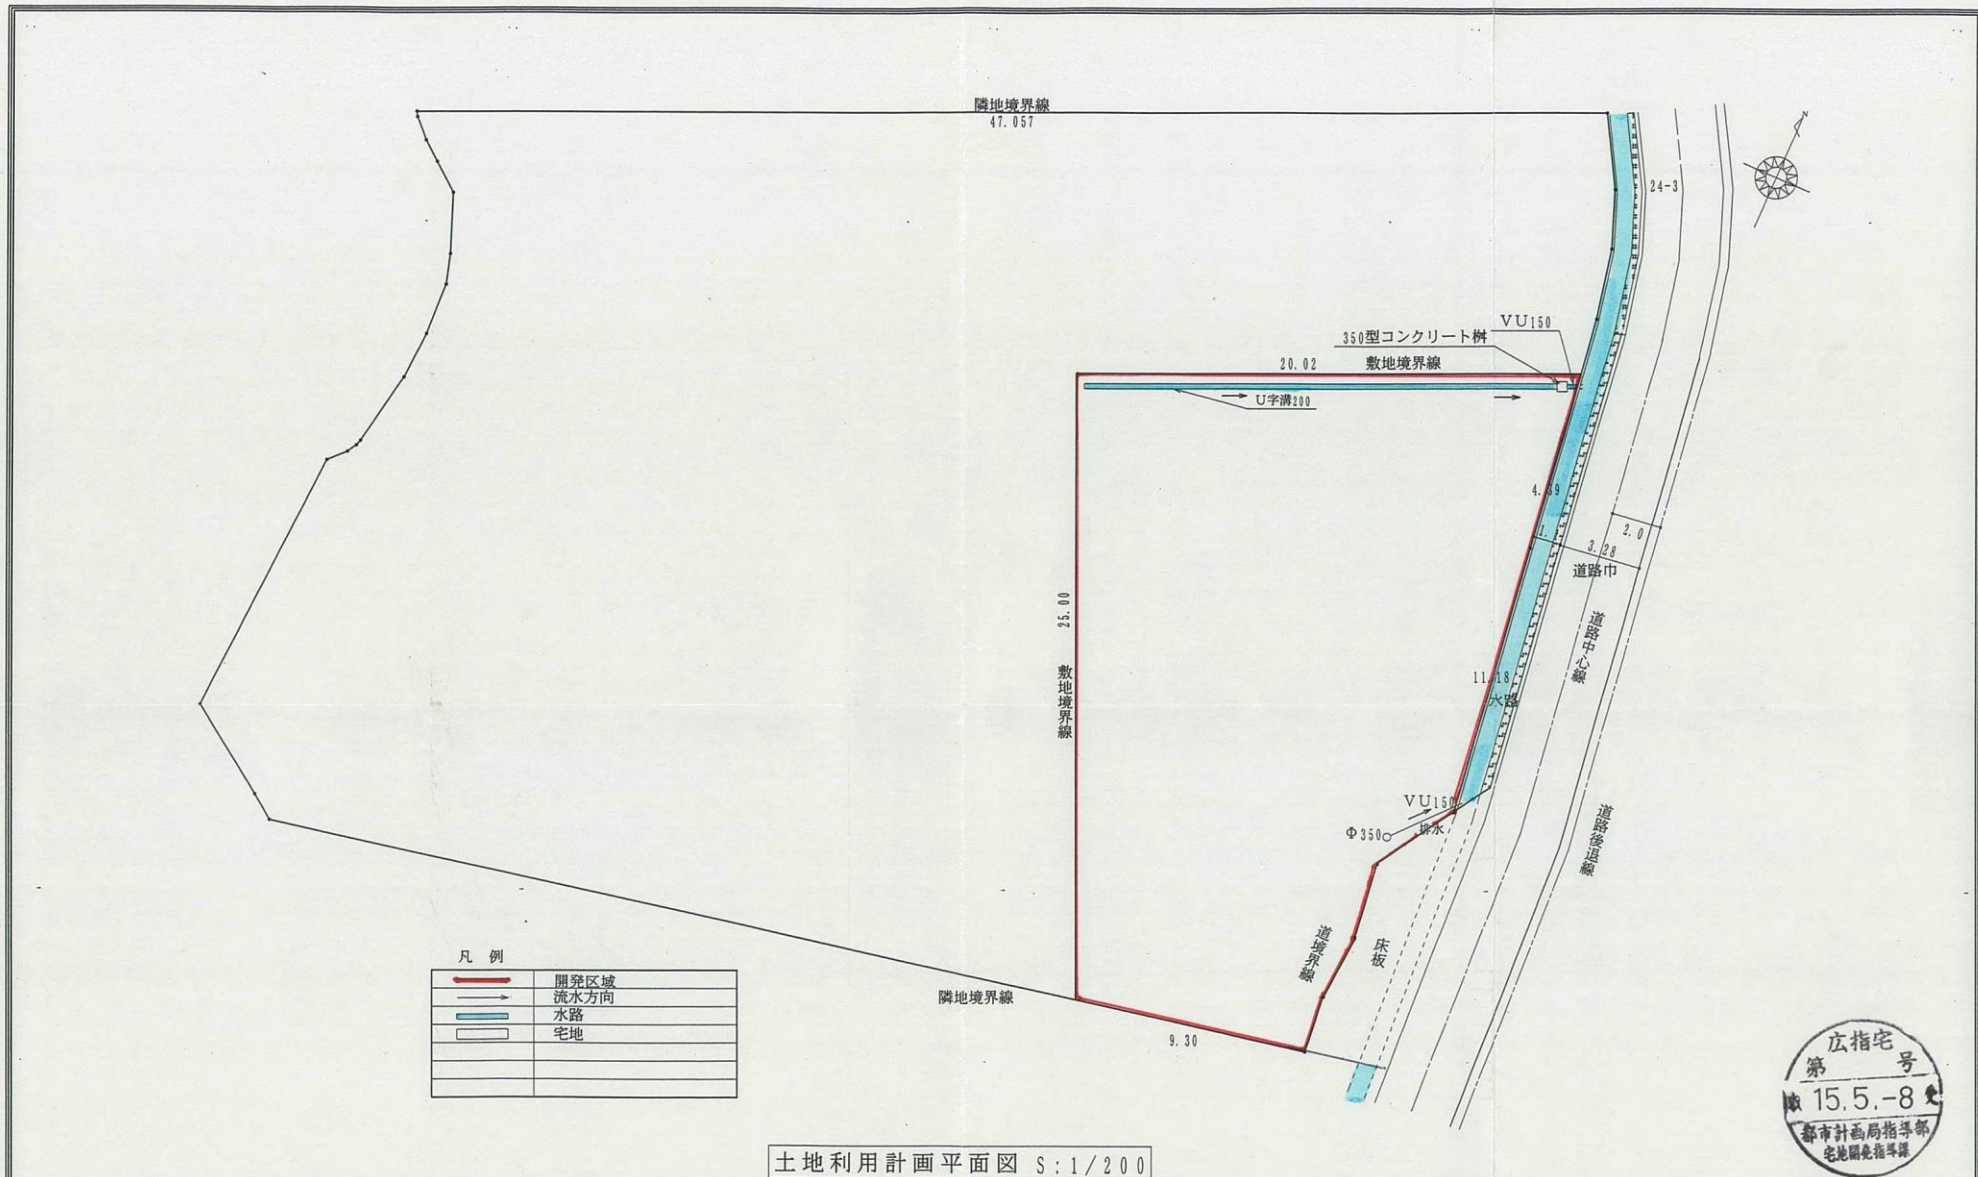 隣地境界線
47.057
N
24-3
VU150
350型コンクリート桝
20.02 敷地境界線
U字溝200
2.0
1.
3.28
道路巾
25.00
敷地境界線
道路中心線
11.18
水路
VU150
Φ350
排水
道路後退線
道境界線
床板
隣地境界線
9.30
凡例
開発区域
流水方向
水路
宅地
土地利用計画平面図 S:1/200
広指宅
第 号
15.5.-8
都市計画局指導部
宅地開発指導課